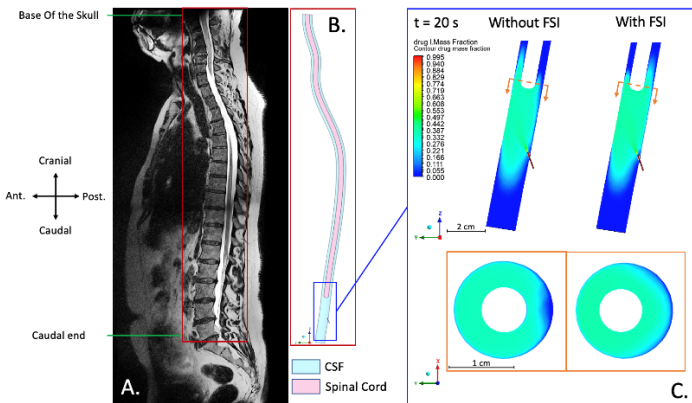 Base Of the Skull
Cranial
Ant.
Post.
Caudal
Caudal end
A.
B.
CSF
Spinal Cord
t = 20 s
Without FSI
With FSI
drug I.Mass Fraction
Contour drug mass fraction
0.995
0.940
0.884
0.829
0.774
0.719
0.663
0.608
0.553
0.497
0.442
0.387
0.332
0.276
0.221
0.166
0.111
0.055
0.000
Z
Y
X
2 cm
X
Y
Z
1 cm
C.